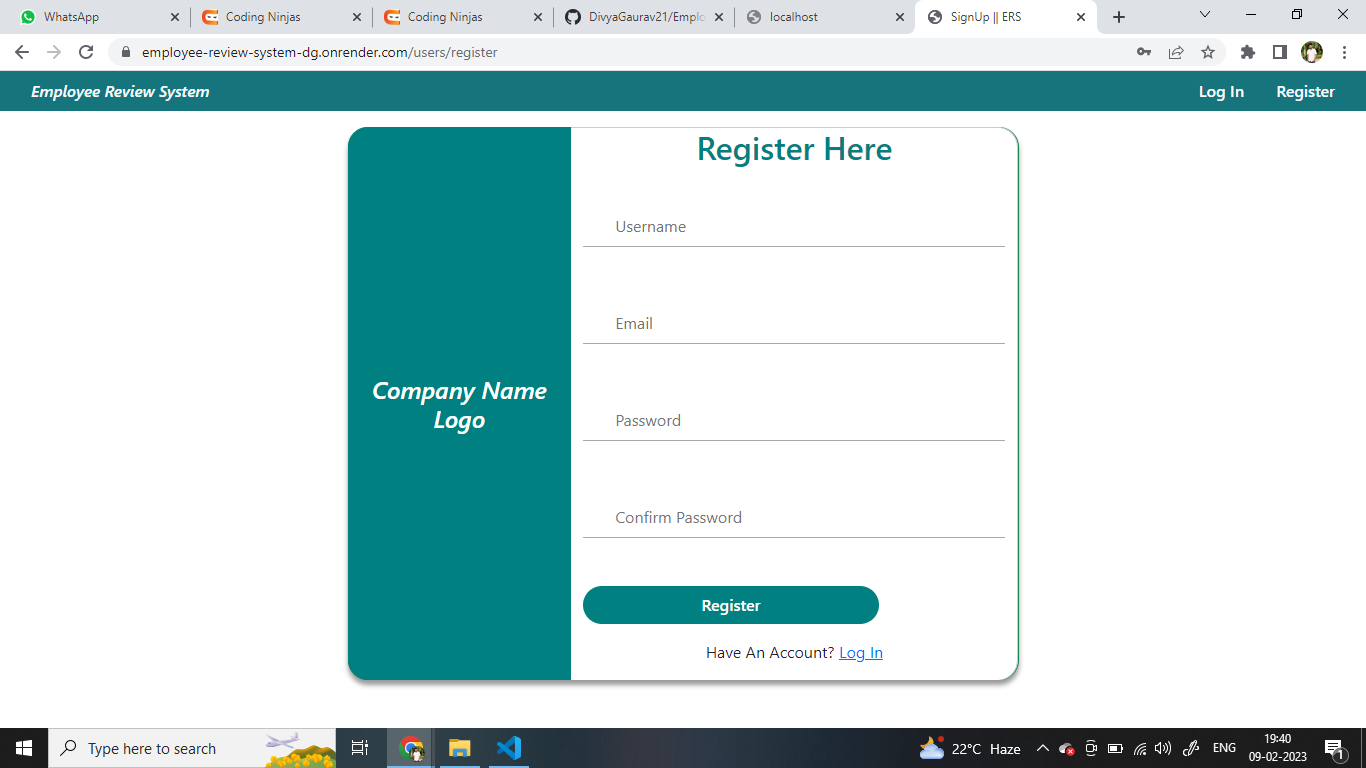 WhatsApp
Coding Ninjas
Coding Ninjas
DivyaGaurav21/Emplo
localhost
SignUp || ERS
employee-review-system-dg.onrender.com/users/register
Employee Review System
Log In
Register
Register Here
Username
Email
Password
Confirm Password
Company Name
Logo
Register
Have An Account? Log In
Type here to search
22°C Haze
ENG
19:40
09-02-2023
1